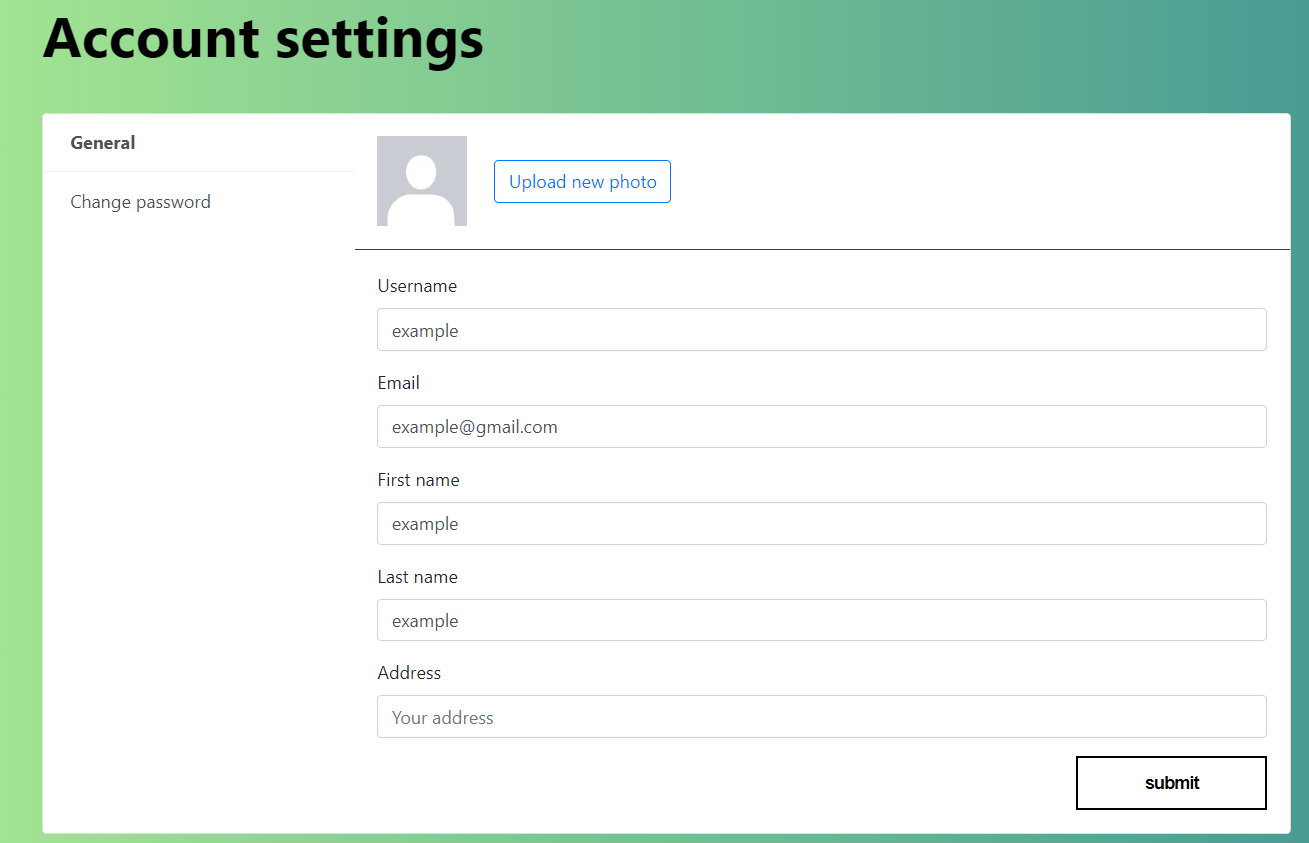 Account settings
General
Change password
Upload new photo
Username
example
Email
example@gmail.com
First name
example
Last name
example
Address
Your address
submit